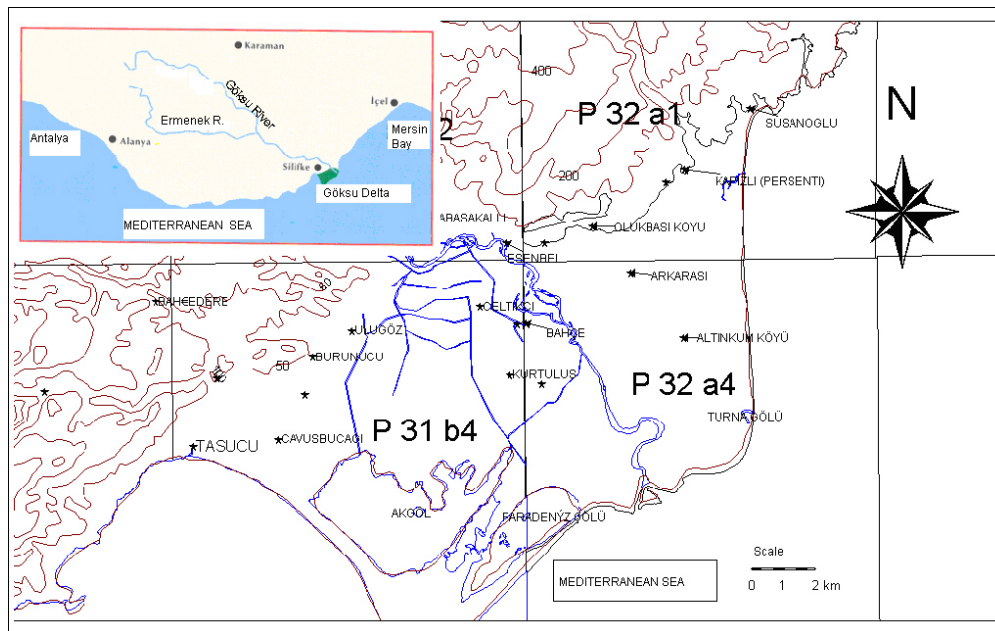 Karaman
Göksu River
İçel
Ermenek R.
Antalya
Alanya
Mersin
Bay
Silifke
Göksu Delta
MEDITERRANEAN SEA
400
P 32 a1
2
N
SUSANOGLU
200
KAPIZLI (PERSENTI)
OLUKBASI KOYU
ESENBEL
ARKARASI
80
BAHCEDERE
CELTIKCI
ULUGÖZ
BAHCE
ALTINKUM KÖYÜ
BURUNUCU
50
KURTULUS
P 32 a4
TURNA GÖLÜ
P 31 b4
CAVUSBUCAGI
TASUCU
AKGÖL
PARADENÝZ GÖLÜ
Scale
MEDITERRANEAN SEA
0 1 2 km